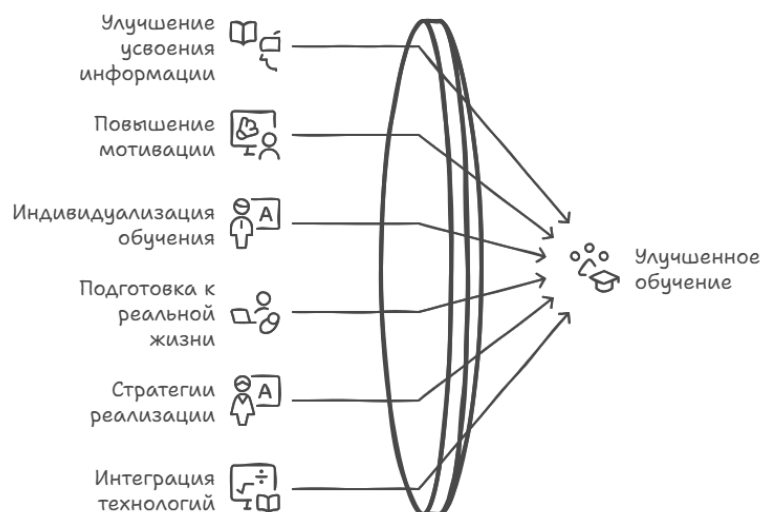 Улучшение
усвоения
информации
Повышение
мотивации
Индивидуализация
обучения
A
Подготовка к
реальной
жизни
Стратегии
реализации
A
Интеграция
технологий
√ ÷
Улучшенное
обучение